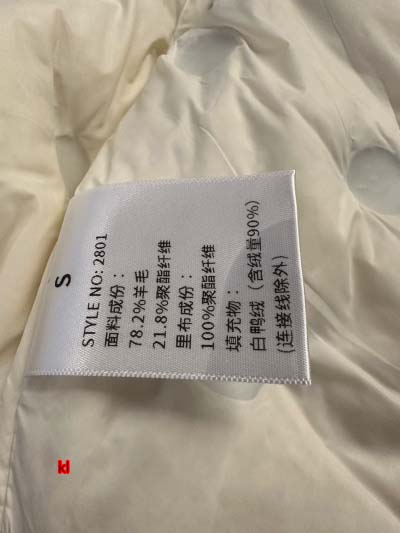 S
STYLE NO: 2801
面料成份：
78.2%羊毛
21.8%聚酯纤维
里布成份：
100%聚酯纤维
填充物：
白鸭绒（含绒量90%）
(连接线除外)
kl